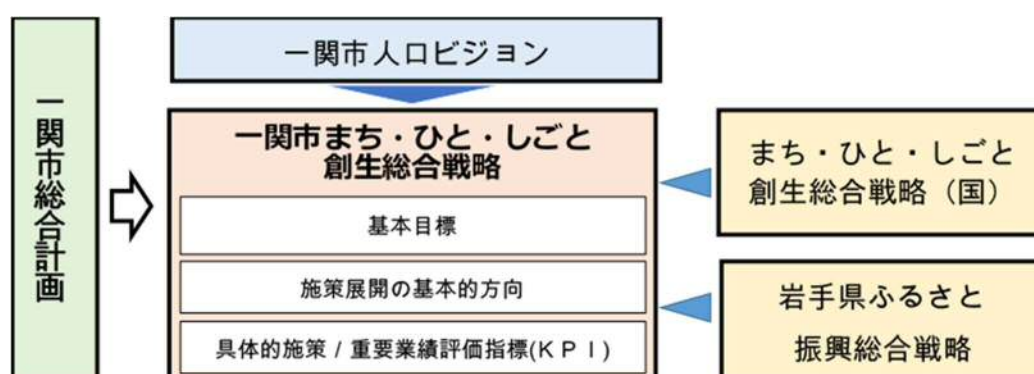 一関市総合計画
一関市人口ビジョン
一関市まち・ひと・しごと
創生総合戦略
基本目標
施策展開の基本的方向
具体的施策 / 重要業績評価指標(ＫＰＩ)
まち・ひと・しごと
創生総合戦略（国）
岩手県ふるさと
振興総合戦略